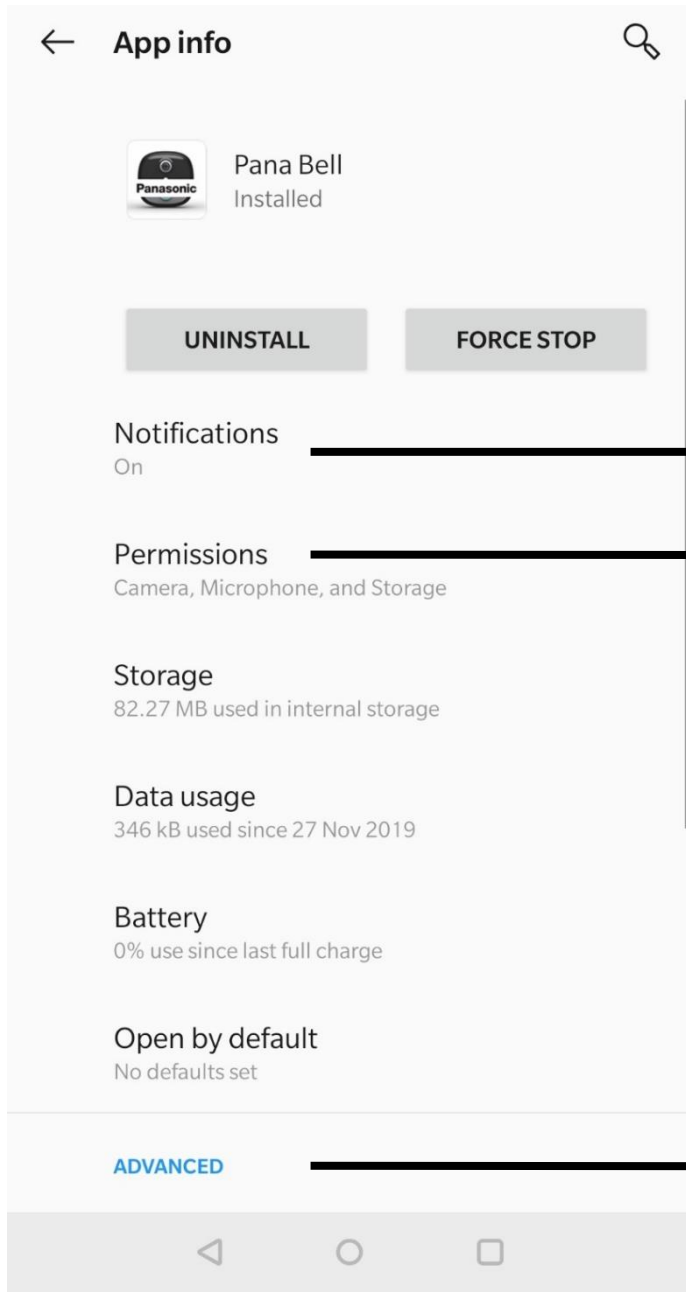 App info
Panasonic
Pana Bell
Installed
UNINSTALL
FORCE STOP
Notifications
On
Permissions
Camera, Microphone, and Storage
Storage
82.27 MB used in internal storage
Data usage
346 kB used since 27 Nov 2019
Battery
0% use since last full charge
Open by default
No defaults set
ADVANCED